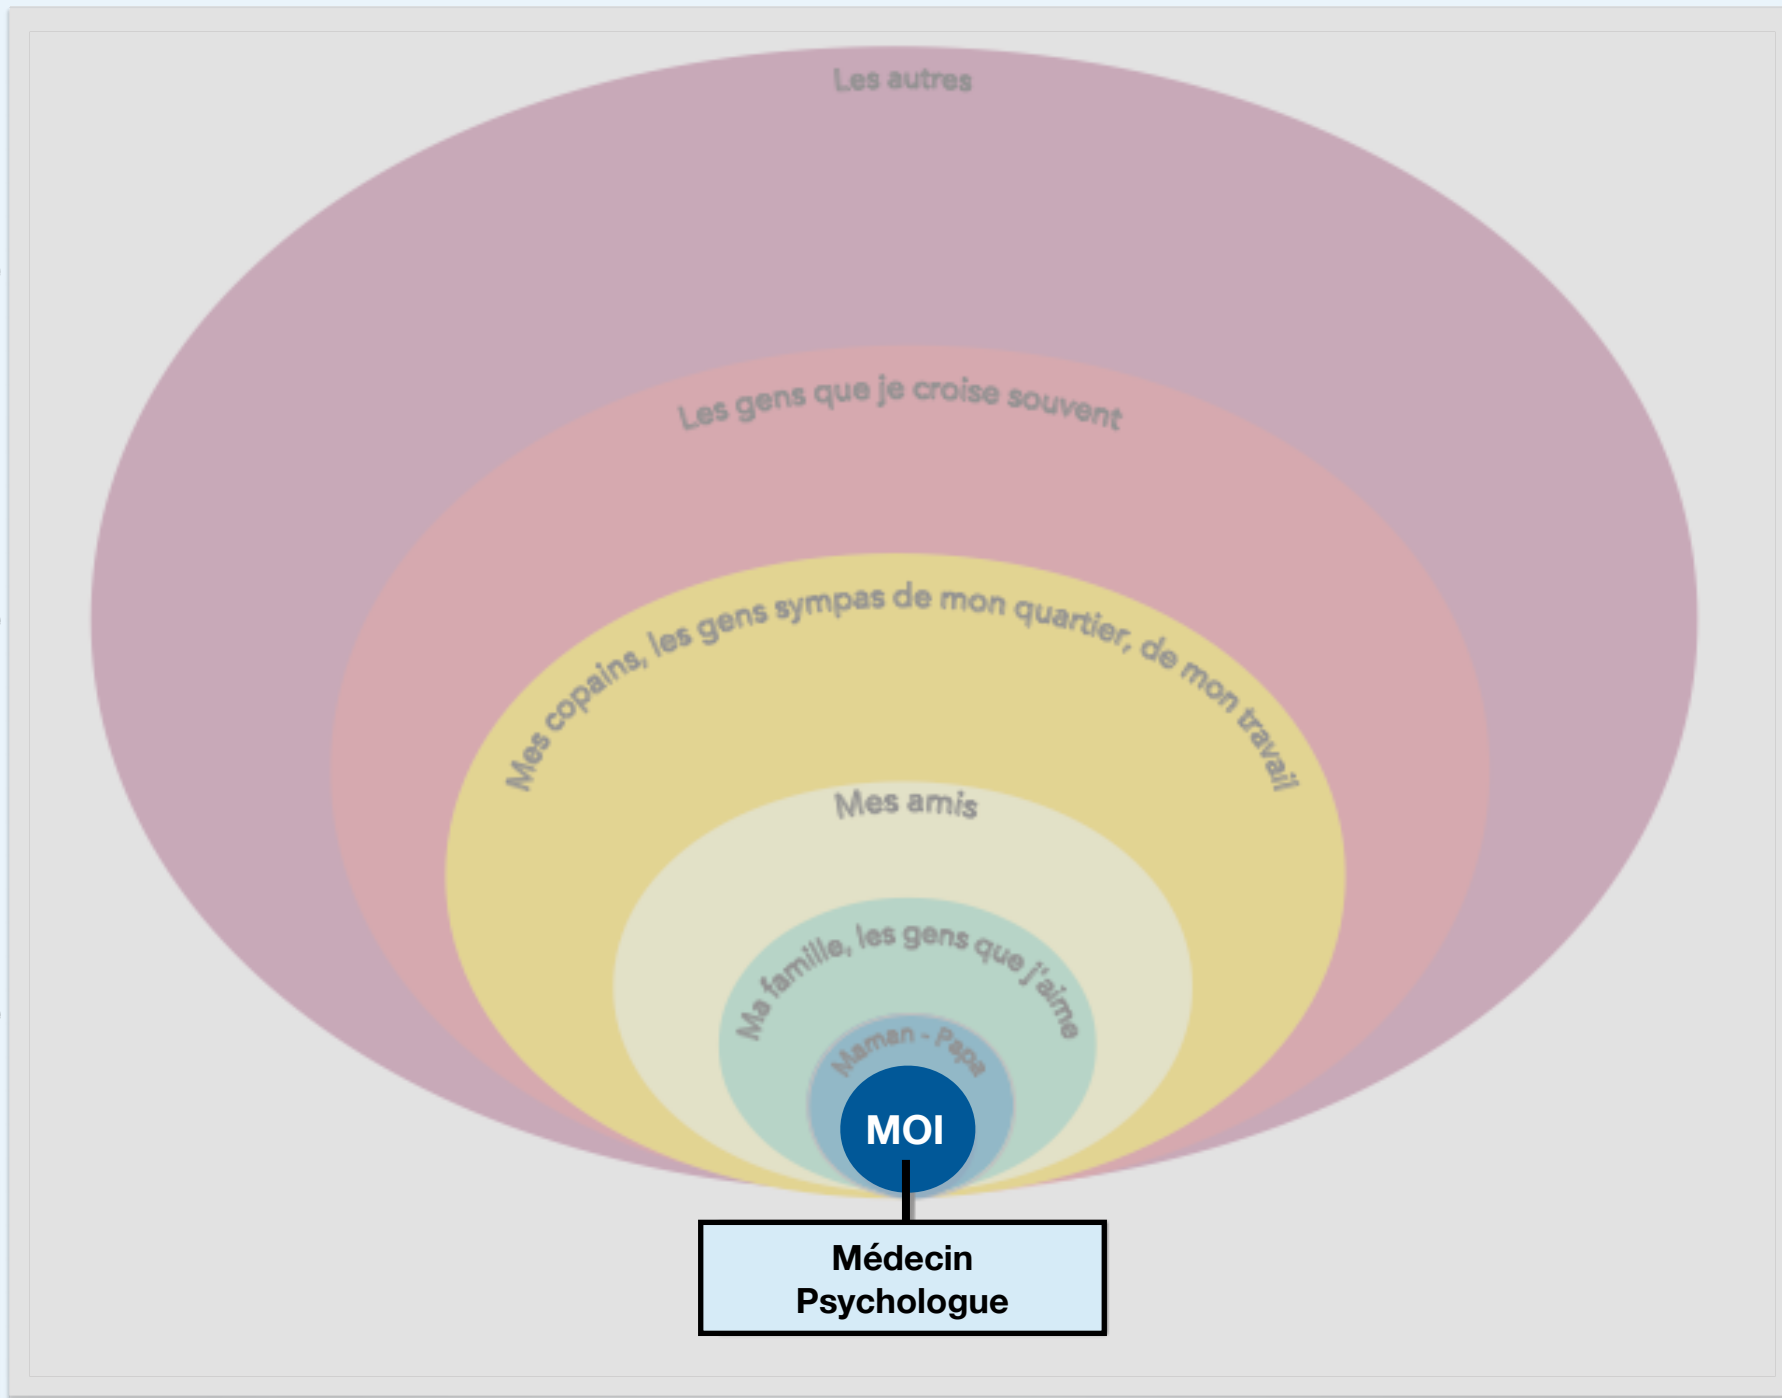 Les autres
Les gens que je croise souvent
Mes copains, les gens sympas de mon quartier, de mon travail
Mes amis
Ma famille, les gens que j'aime
Maman - Papa
MOI
Médecin
Psychologue